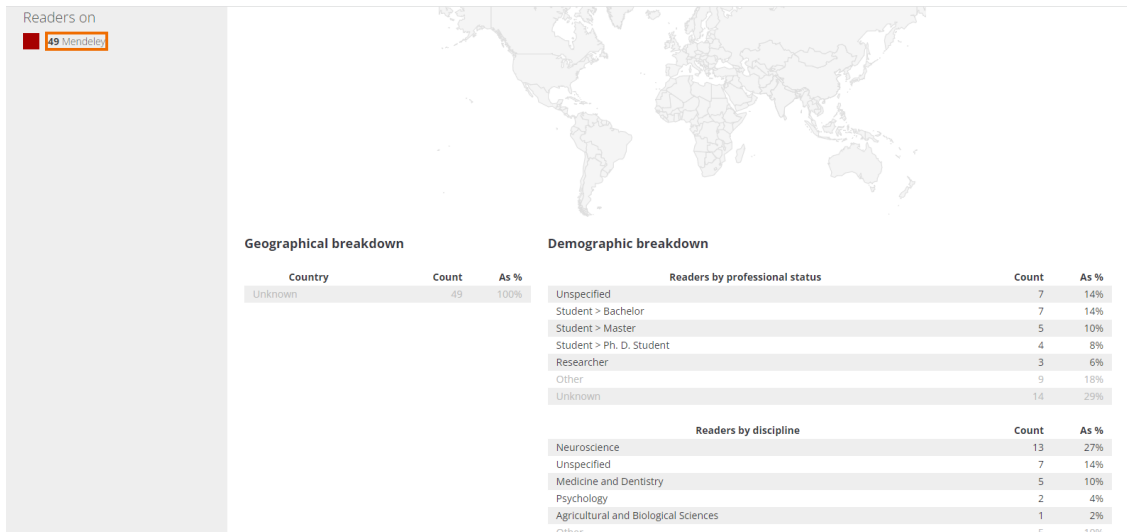 Readers on
49 Mendeley
Geographical breakdown
Country Count As %
Unknown 49 100%
Demographic breakdown
Readers by professional status Count As %
Unspecified 7 14%
Student > Bachelor 7 14%
Student > Master 5 10%
Student > Ph. D. Student 4 8%
Researcher 3 6%
Other 9 18%
Unknown 14 29%
Readers by discipline Count As %
Neuroscience 13 27%
Unspecified 7 14%
Medicine and Dentistry 5 10%
Psychology 2 4%
Agricultural and Biological Sciences 1 2%
Other 5 10%